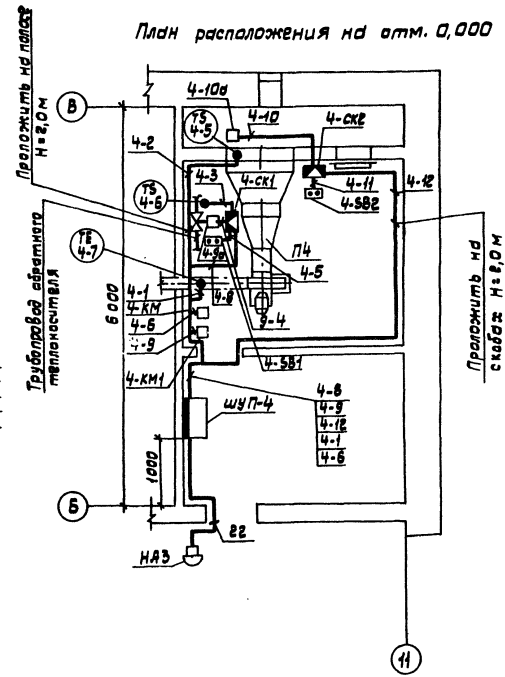 План расположения на отм. 0,000
Проложить на полосе
H=2,0м
В
4-10а
4-10
4-СК2
TS
4-5
4-2
4-СК1
4-11
4-12
4-SB2
4-3
TS
4-6
4-9а
П4
TE
4-7
4-5
4-1
4-8
4-КМ
4-6
4-9
9-4
Трубопровод обратного
теплоносителя
6000
Проложить на
скобах H=2,0м
4-КМ1
4-SB1
4-8
4-9
4-12
4-1
4-6
ШУП-4
1000
Б
22
НАЗ
11